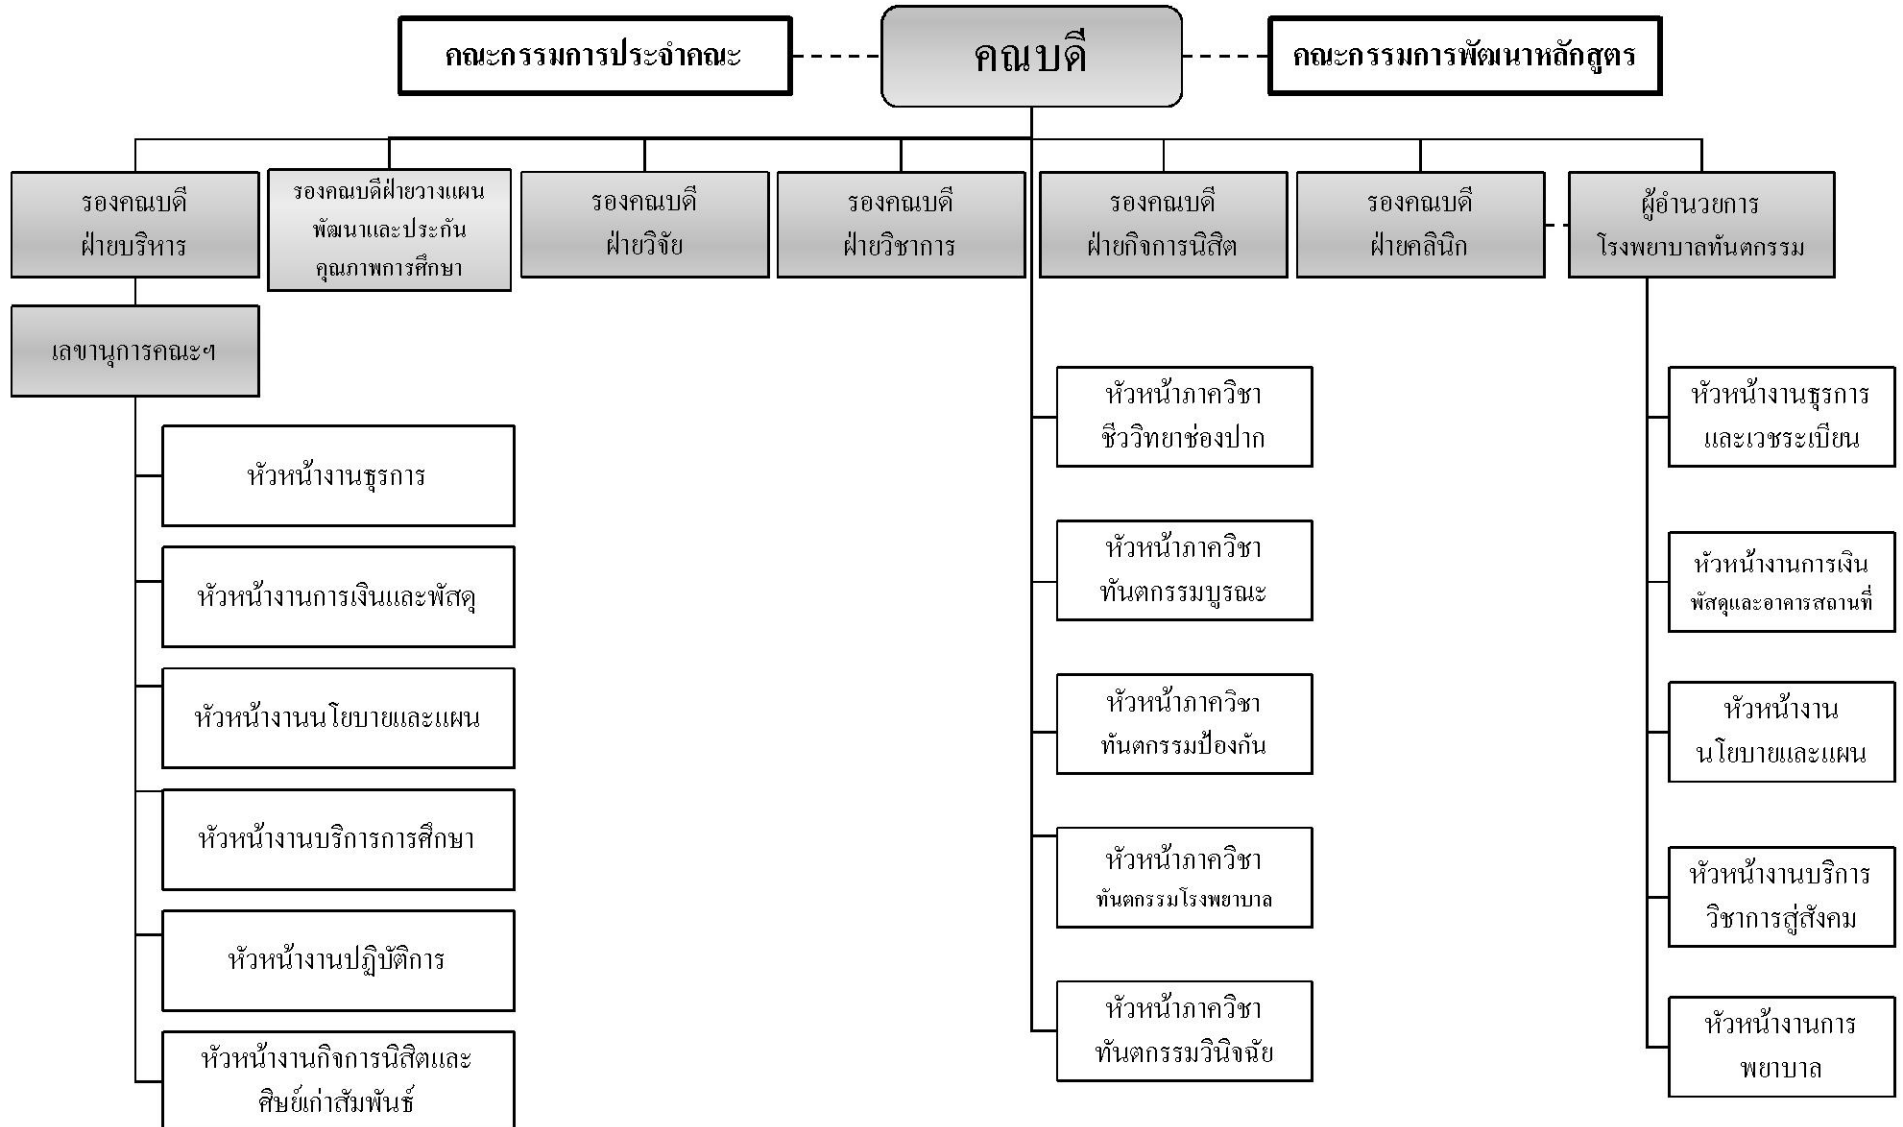 คณะกรรมการประจำคณะ
คณบดี
คณะกรรมการพัฒนาหลักสูตร
รองคณบดี
ฝ่ายบริหาร
รองคณบดีฝ่ายวางแผน
พัฒนาและประกัน
คุณภาพการศึกษา
รองคณบดี
ฝ่ายวิจัย
รองคณบดี
ฝ่ายวิชาการ
รองคณบดี
ฝ่ายกิจการนิสิต
รองคณบดี
ฝ่ายคลินิก
ผู้อำนวยการ
โรงพยาบาลทันตกรรม
เลขานุการคณะฯ
หัวหน้างานธุรการ
หัวหน้างานการเงินและพัสดุ
หัวหน้างานนโยบายและแผน
หัวหน้างานบริการการศึกษา
หัวหน้างานปฏิบัติการ
หัวหน้างานกิจการนิสิตและ
ศิษย์เก่าสัมพันธ์
หัวหน้าภาควิชา
ชีววิทยาช่องปาก
หัวหน้าภาควิชา
ทันตกรรมบูรณะ
หัวหน้าภาควิชา
ทันตกรรมป้องกัน
หัวหน้าภาควิชา
ทันตกรรมโรงพยาบาล
หัวหน้าภาควิชา
ทันตกรรมวินิจฉัย
หัวหน้างานธุรการ
และเวชระเบียน
หัวหน้างานการเงิน
พัสดุและอาคารสถานที่
หัวหน้างาน
นโยบายและแผน
หัวหน้างานบริการ
วิชาการสู่สังคม
หัวหน้างานการ
พยาบาล